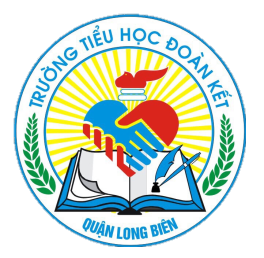 TRƯỜNG TIỂU HỌC ĐOÀN KẾT
QUẬN LONG BIÊN